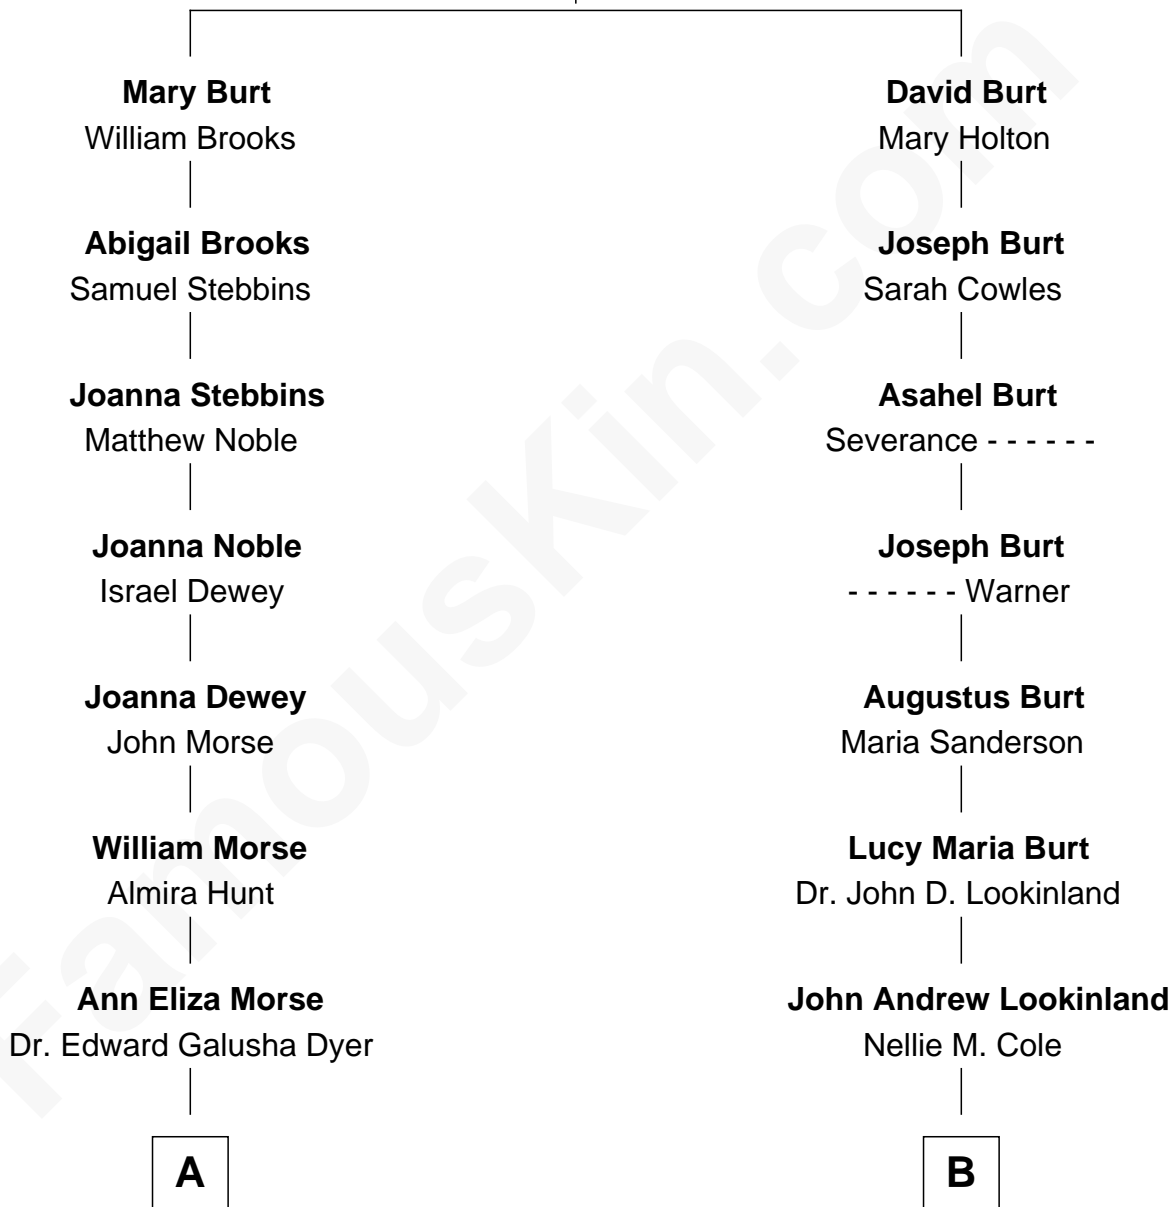 Mary Burt
William Brooks
Abigail Brooks
Samuel Stebbins
Joanna Stebbins
Matthew Noble
Joanna Noble
Israel Dewey
Joanna Dewey
John Morse
William Morse
Almira Hunt
Ann Eliza Morse
Dr. Edward Galusha Dyer
A
David Burt
Mary Holton
Joseph Burt
Sarah Cowles
Asahel Burt
Severance - - - - - -
Joseph Burt
- - - - - - Warner
Augustus Burt
Maria Sanderson
Lucy Maria Burt
Dr. John D. Lookinland
John Andrew Lookinland
Nellie M. Cole
B
FamousKin.com